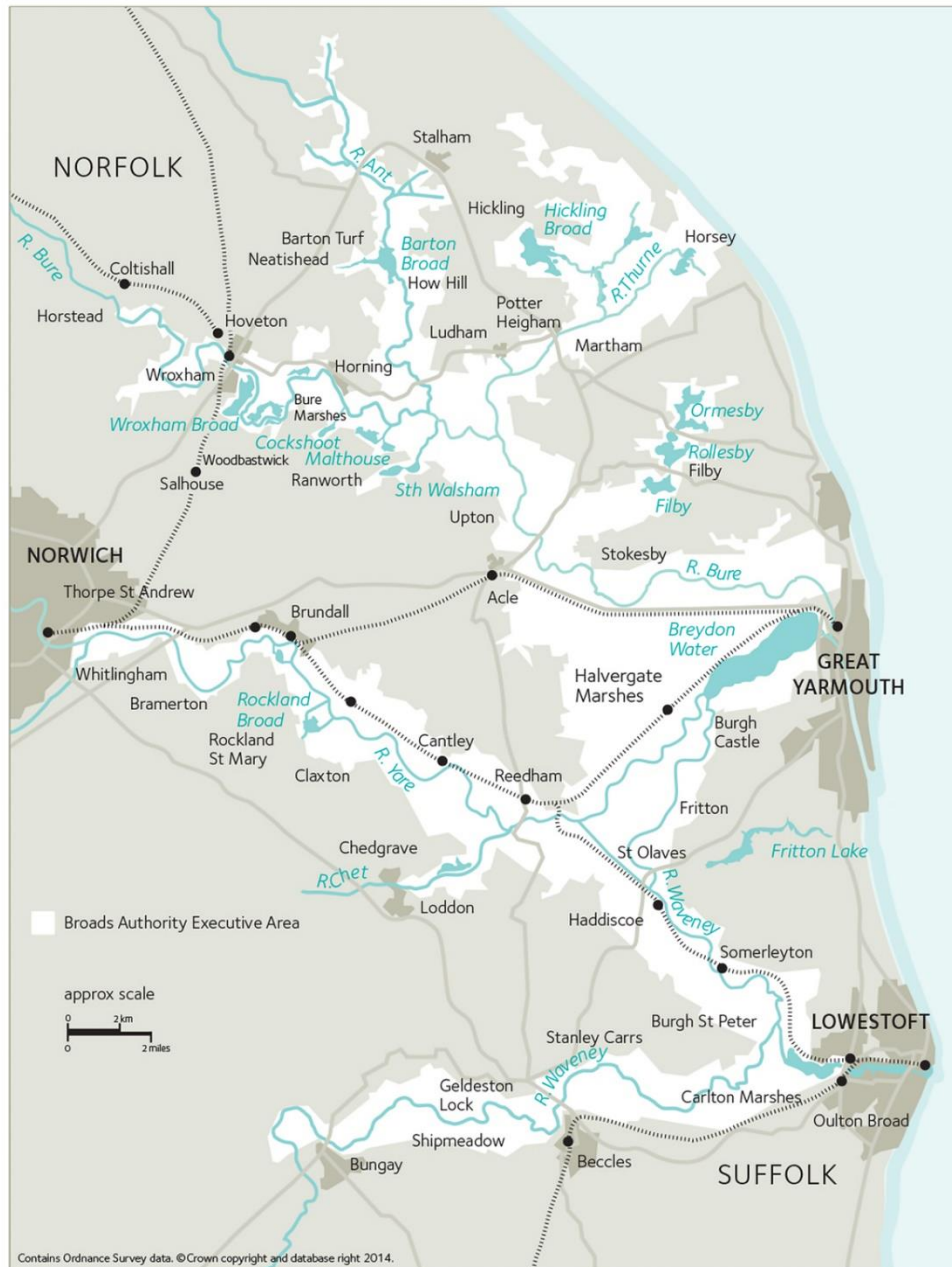 Stalham
NORFOLK
R. Ant
Hickling
Hickling
Broad
Horsey
R. Bure
Barton Turf
Neatishead
Barton
Broad
How Hill
R.Thurne
Coltishall
Horstead
Hoveton
Ludham
Potter
Heigham
Martham
Wroxham
Horning
Bure
Marshes
Wroxham Broad
Cockshoot
Malthouse
Ormesby
Woodbastwick
Salhouse
Ranworth
Sth Walsham
Rollesby
Filby
Filby
Upton
NORWICH
Stokesby
R. Bure
Thorpe St Andrew
Brundall
Acle
Breydon
Water
Whitlingham
Bramerton
Halvergate
Marshes
GREAT
YARMOUTH
Rockland
Broad
Rockland
St Mary
Burgh
Castle
Claxton
R. Yare
Cantley
Reedham
Fritton
Chedgrave
St Olaves
Fritton Lake
R.Chet
Loddon
R.Waveney
Haddiscoe
Broads Authority Executive Area
Somerleyton
approx scale
0 2 km
0 2 miles
Burgh St Peter
LOWESTOFT
Stanley Carrs
R. Waveney
Geldeston
Lock
Carlton Marshes
Oulton Broad
Shipmeadow
Bungay
Beccles
SUFFOLK
Contains Ordnance Survey data. ©Crown copyright and database right 2014.